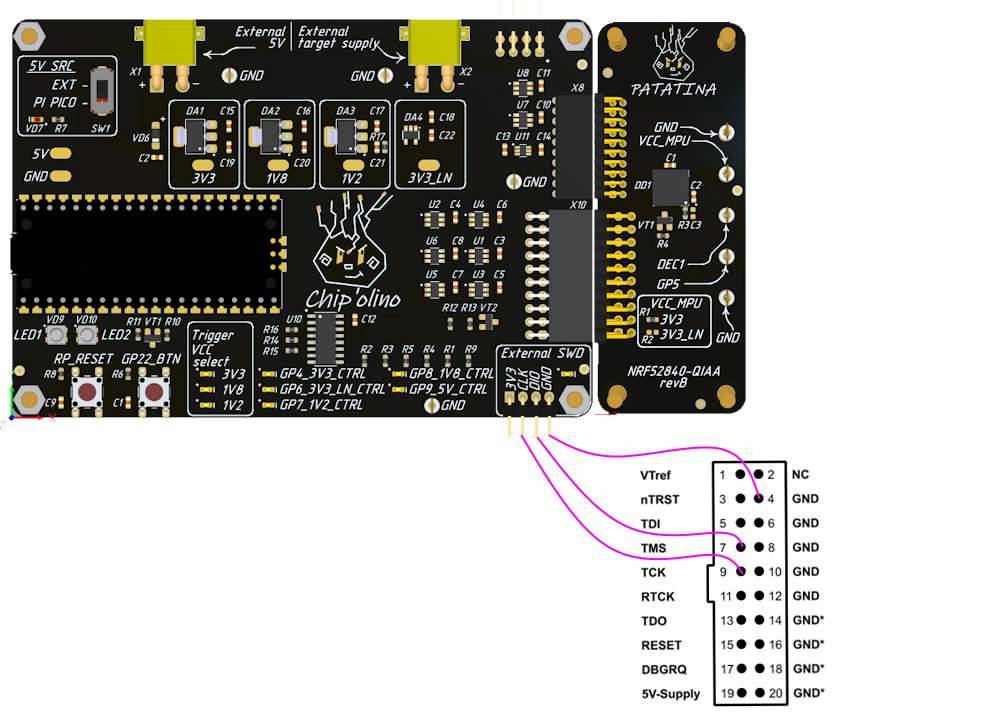 External 5V
External target supply
X1
X2
+
−
+
−
GND
GND
5V SRC
EXT
PI PICO
VD7
R7
SW1
5V
GND
VD6
C2
DA1
C15
C19
3V3
DA2
C16
C20
1V8
DA3
C17
R17
C21
1V2
DA4
C18
C22
3V3_LN
U8
C11
U7
C10
C13
U11
C14
GND
X8
X10
U2
C4
U4
C6
U6
C8
U1
C3
U5
C7
U3
C5
R12
R13
VT2
Chip'olino
LED1
VD9
VD10
LED2
R11
VT1
R10
RP_RESET
GP22_BTN
R8
R6
C9
C1
Trigger
VCC
select
3V3
1V8
1V2
U10
C12
R16
R14
R15
R2
R3
R5
R4
R1
R9
GP4_3V3_CTRL
GP6_3V3_LN_CTRL
GP7_1V2_CTRL
GP8_1V8_CTRL
GP9_5V_CTRL
GND
External SWD
3V3
CLK
DIO
GND
PATATINA
GND
VCC_MPU
C1
DD1
C2
VT1
R3
C3
R4
DEC1
GP5
VCC_MPU
R1
3V3
R2
3V3_LN
GND
NRF52840-QIAA
revB
X
Z
VTref 1 2 NC
nTRST 3 4 GND
TDI 5 6 GND
TMS 7 8 GND
TCK 9 10 GND
RTCK 11 12 GND
TDO 13 14 GND*
RESET 15 16 GND*
DBGRQ 17 18 GND*
5V-Supply 19 20 GND*